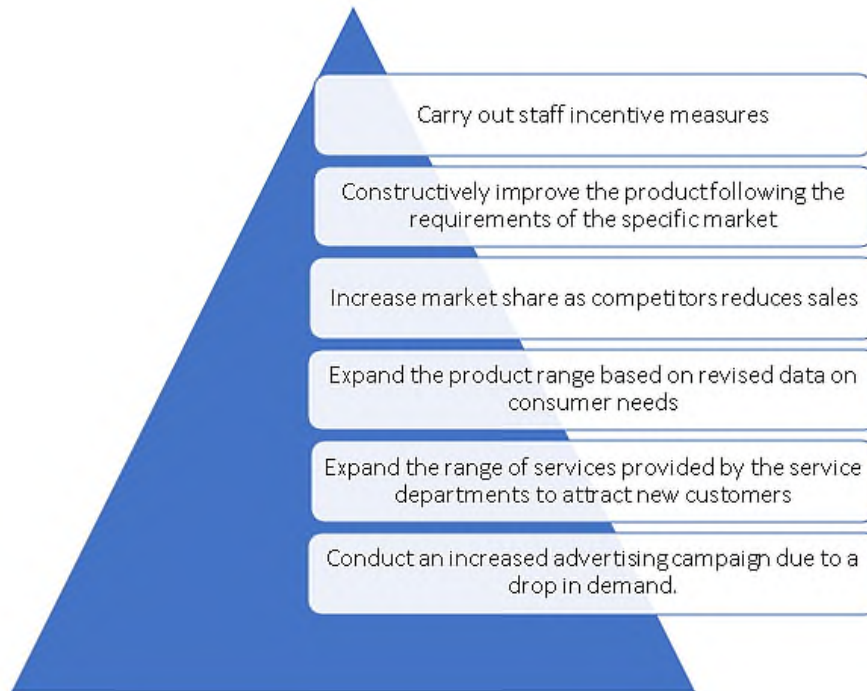 Carry out staff incentive measures
Constructively improve the product following the
requirements of the specific market
Increase market share as competitors reduces sales
Expand the product range based on revised data on
consumer needs
Expand the range of services provided by the service
departments to attract new customers
Conduct an increased advertising campaign due to a
drop in demand.